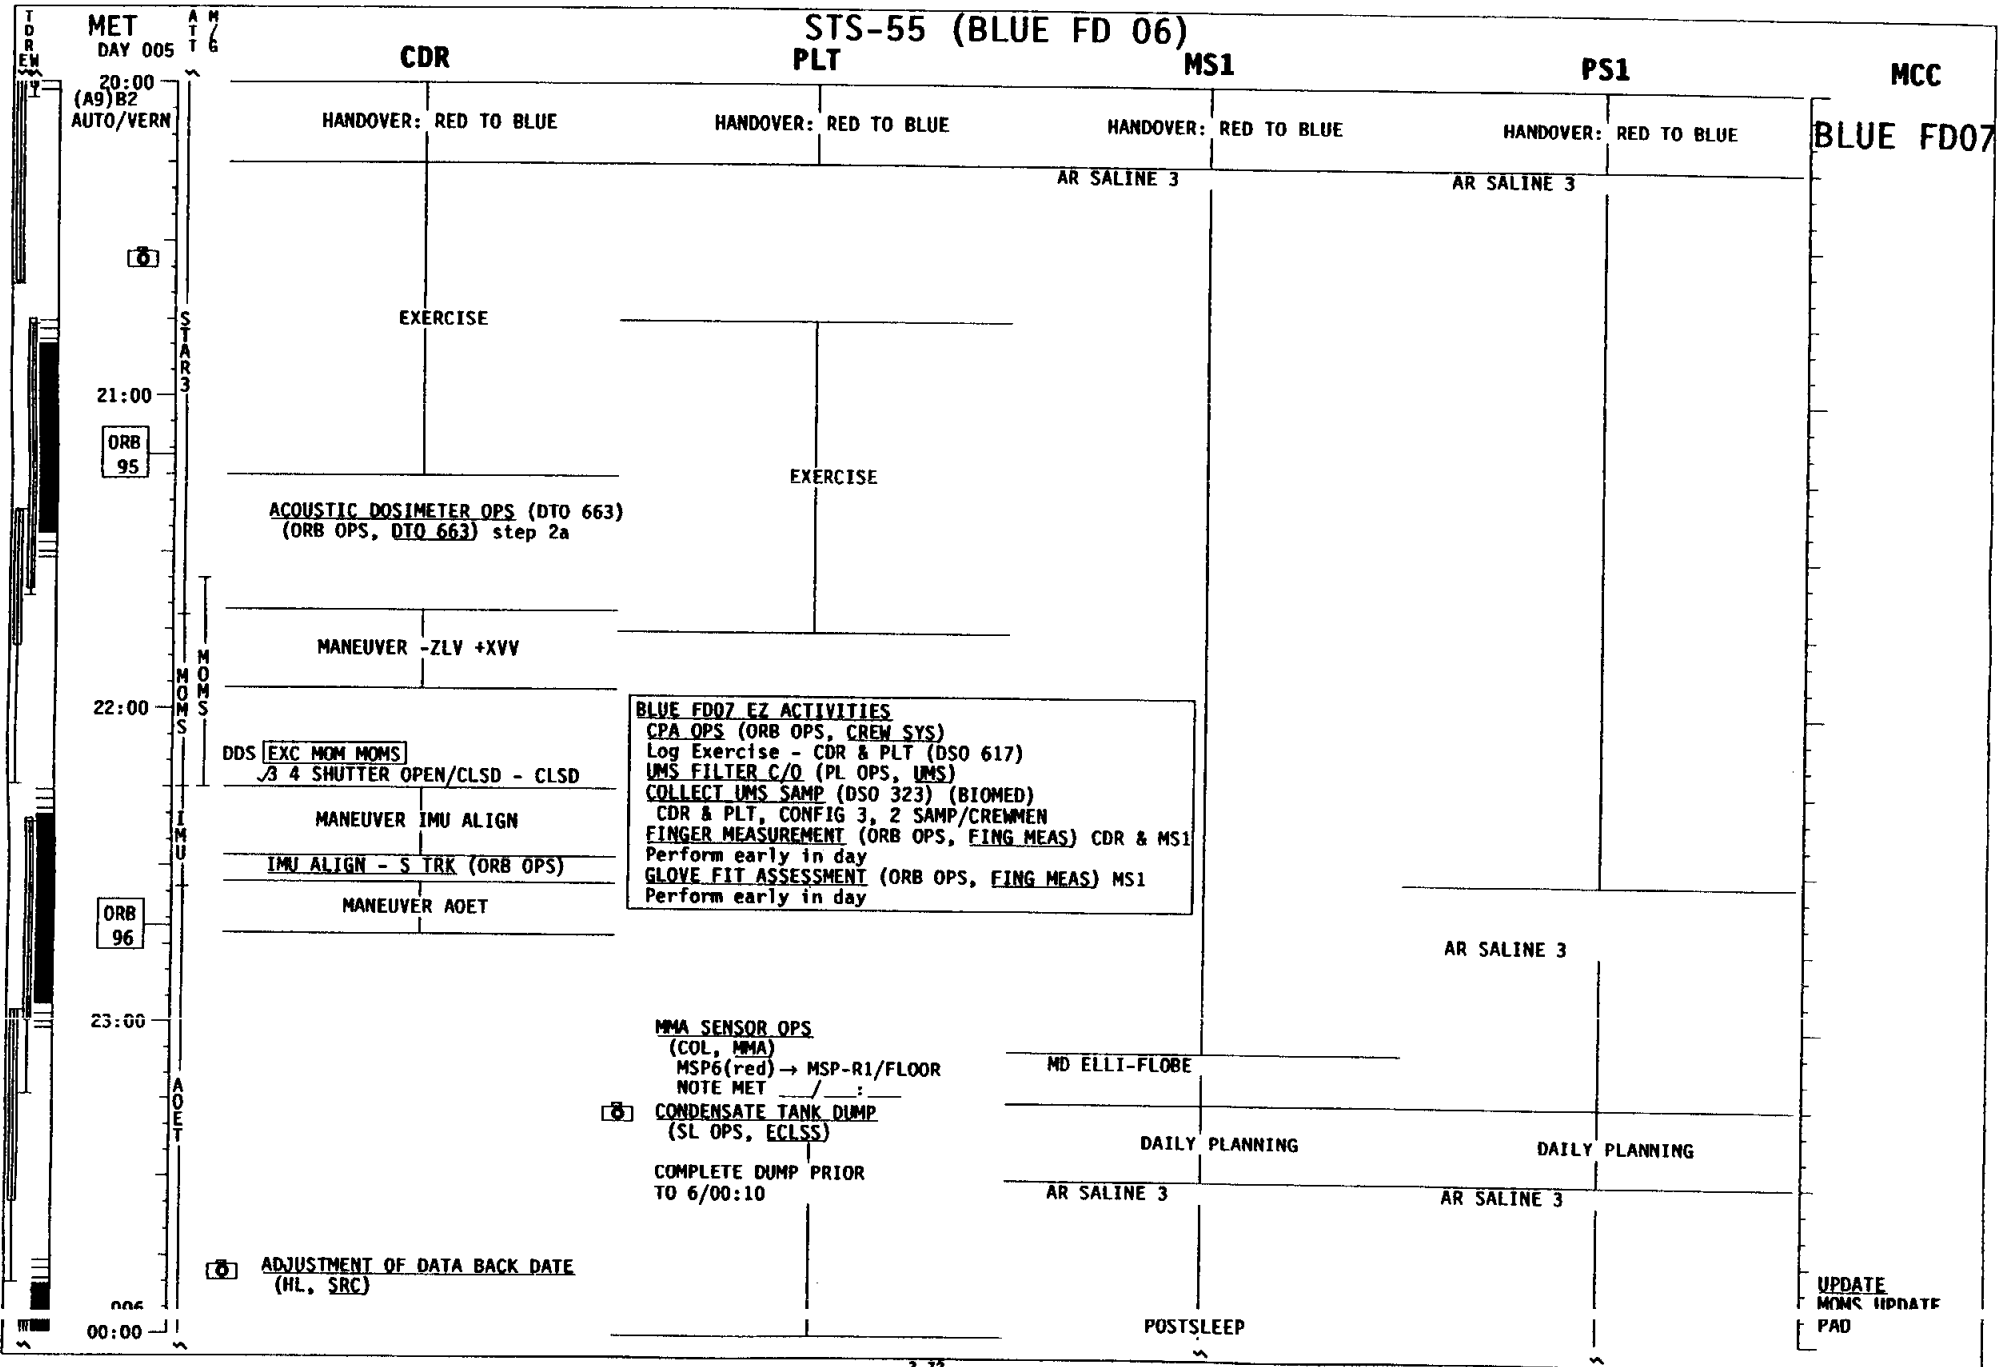 STS-55 (BLUE FD 06)
TDRS
E W
MET
DAY 005
ATT
M/G
CDR
PLT
MS1
PS1
MCC
20:00
(A9)B2
AUTO/VERN
HANDOVER: RED TO BLUE
HANDOVER: RED TO BLUE
HANDOVER: RED TO BLUE
HANDOVER: RED TO BLUE
BLUE FD07
AR SALINE 3
AR SALINE 3
STAR3
EXERCISE
21:00
ORB
95
EXERCISE
ACOUSTIC DOSIMETER OPS (DTO 663)
(ORB OPS, DTO 663) step 2a
MANEUVER -ZLV +XVV
MOMS
MOMS
22:00
DDS EXC MOM MOMS
√3 4 SHUTTER OPEN/CLSD - CLSD
BLUE FD07 EZ ACTIVITIES
CPA OPS (ORB OPS, CREW SYS)
Log Exercise - CDR & PLT (DSO 617)
UMS FILTER C/O (PL OPS, UMS)
COLLECT UMS SAMP (DSO 323) (BIOMED)
CDR & PLT, CONFIG 3, 2 SAMP/CREWMEN
FINGER MEASUREMENT (ORB OPS, FING MEAS) CDR & MS1
Perform early in day
GLOVE FIT ASSESSMENT (ORB OPS, FING MEAS) MS1
Perform early in day
IMU
MANEUVER IMU ALIGN
IMU ALIGN - S TRK (ORB OPS)
MANEUVER AOET
ORB
96
AR SALINE 3
23:00
MMA SENSOR OPS
(COL, MMA)
MSP6(red) → MSP-R1/FLOOR
NOTE MET ___/___:___
MD ELLI-FLOBE
AOET
CONDENSATE TANK DUMP
(SL OPS, ECLSS)
DAILY PLANNING
DAILY PLANNING
COMPLETE DUMP PRIOR
TO 6/00:10
AR SALINE 3
AR SALINE 3
ADJUSTMENT OF DATA BACK DATE
(HL, SRC)
UPDATE
MOMS UPDATE
PAD
006
00:00
POSTSLEEP